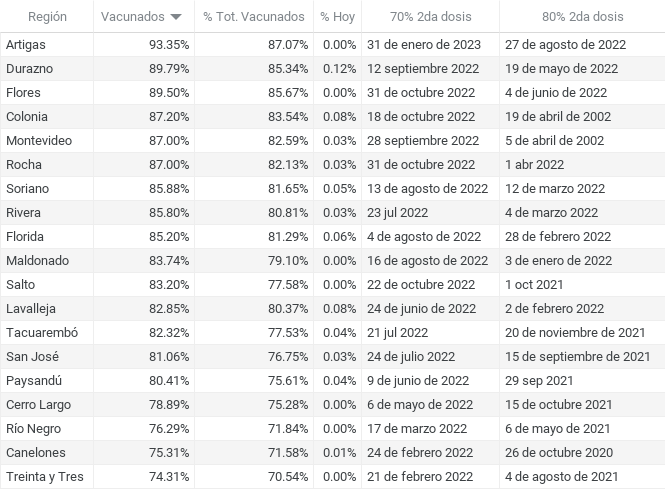 Región Vacunados % Tot. Vacunados % Hoy 70% 2da dosis 80% 2da dosis
Artigas 93.35% 87.07% 0.00% 31 de enero de 2023 27 de agosto de 2022
Durazno 89.79% 85.34% 0.12% 12 septiembre 2022 19 de mayo de 2022
Flores 89.50% 85.67% 0.00% 31 de octubre 2022 4 de junio de 2022
Colonia 87.20% 83.54% 0.08% 18 de octubre 2022 19 de abril de 2002
Montevideo 87.00% 82.59% 0.03% 28 septiembre 2022 5 de abril de 2002
Rocha 87.00% 82.13% 0.03% 31 de octubre 2022 1 abr 2022
Soriano 85.88% 81.65% 0.05% 13 de agosto de 2022 12 de marzo 2022
Rivera 85.80% 80.81% 0.03% 23 jul 2022 4 de marzo 2022
Florida 85.20% 81.29% 0.06% 4 de agosto de 2022 28 de febrero 2022
Maldonado 83.74% 79.10% 0.00% 16 de agosto de 2022 3 de enero de 2022
Salto 83.20% 77.58% 0.00% 22 de octubre 2022 1 oct 2021
Lavalleja 82.85% 80.37% 0.08% 24 de junio de 2022 2 de febrero 2022
Tacuarembó 82.32% 77.53% 0.04% 21 jul 2022 20 de noviembre de 2021
San José 81.06% 76.75% 0.03% 24 de julio 2022 15 de septiembre de 2021
Paysandú 80.41% 75.61% 0.04% 9 de junio de 2022 29 sep 2021
Cerro Largo 78.89% 75.28% 0.00% 6 de mayo de 2022 15 de octubre 2021
Río Negro 76.29% 71.84% 0.00% 17 de marzo 2022 6 de mayo de 2021
Canelones 75.31% 71.58% 0.01% 24 de febrero 2022 26 de octubre 2020
Treinta y Tres 74.31% 70.54% 0.00% 21 de febrero 2022 4 de agosto de 2021